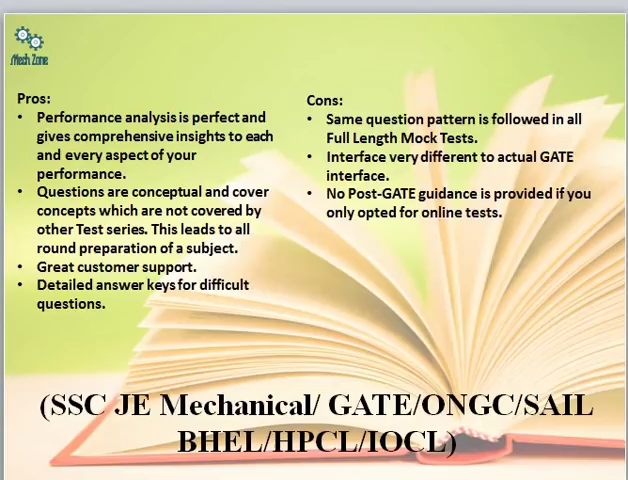 Mech Zone
Pros:
• Performance analysis is perfect and
gives comprehensive insights to each
and every aspect of your
performance.
• Questions are conceptual and cover
concepts which are not covered by
other Test series. This leads to all
round preparation of a subject.
• Great customer support.
• Detailed answer keys for difficult
questions.
Cons:
• Same question pattern is followed in all
Full Length Mock Tests.
• Interface very different to actual GATE
interface.
• No Post-GATE guidance is provided if you
only opted for online tests.
(SSC JE Mechanical/ GATE/ONGC/SAIL
BHEL/HPCL/IOCL)